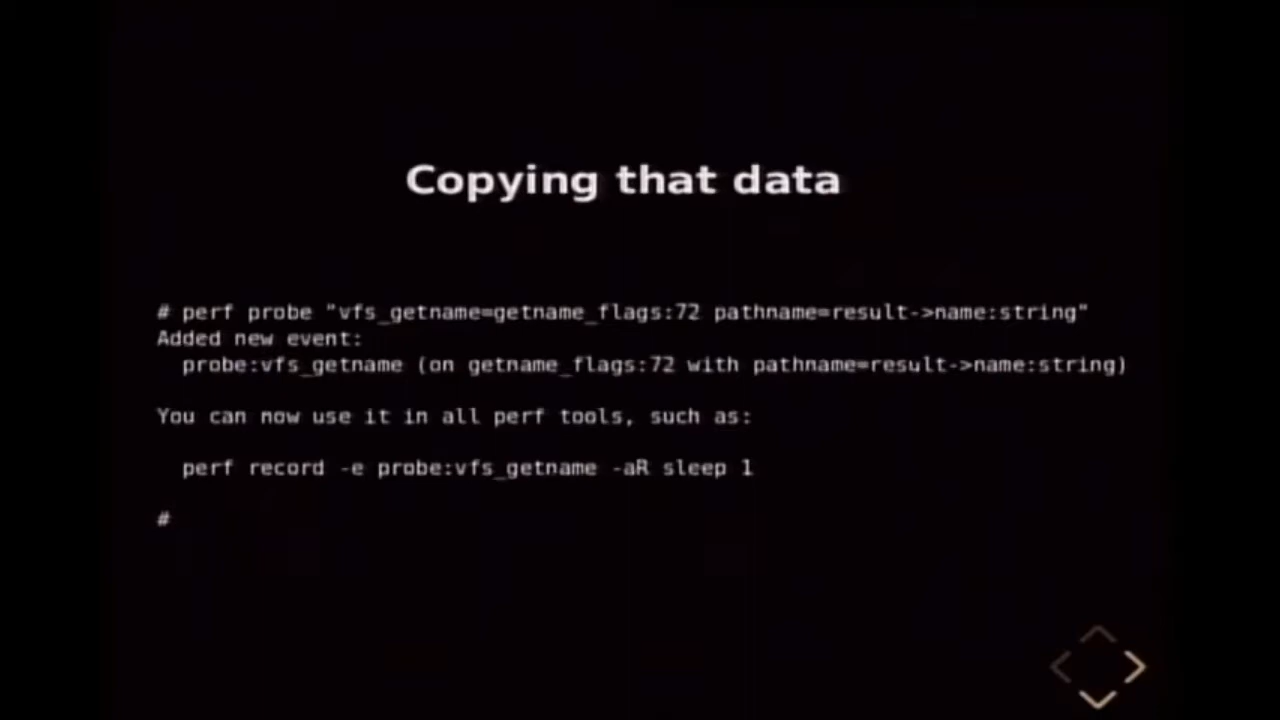 Copying that data
# perf probe "vfs_getname=getname_flags:72 pathname=result->name:string"
Added new event:
  probe:vfs_getname (on getname_flags:72 with pathname=result->name:string)
You can now use it in all perf tools, such as:
  perf record -e probe:vfs_getname -aR sleep 1
#